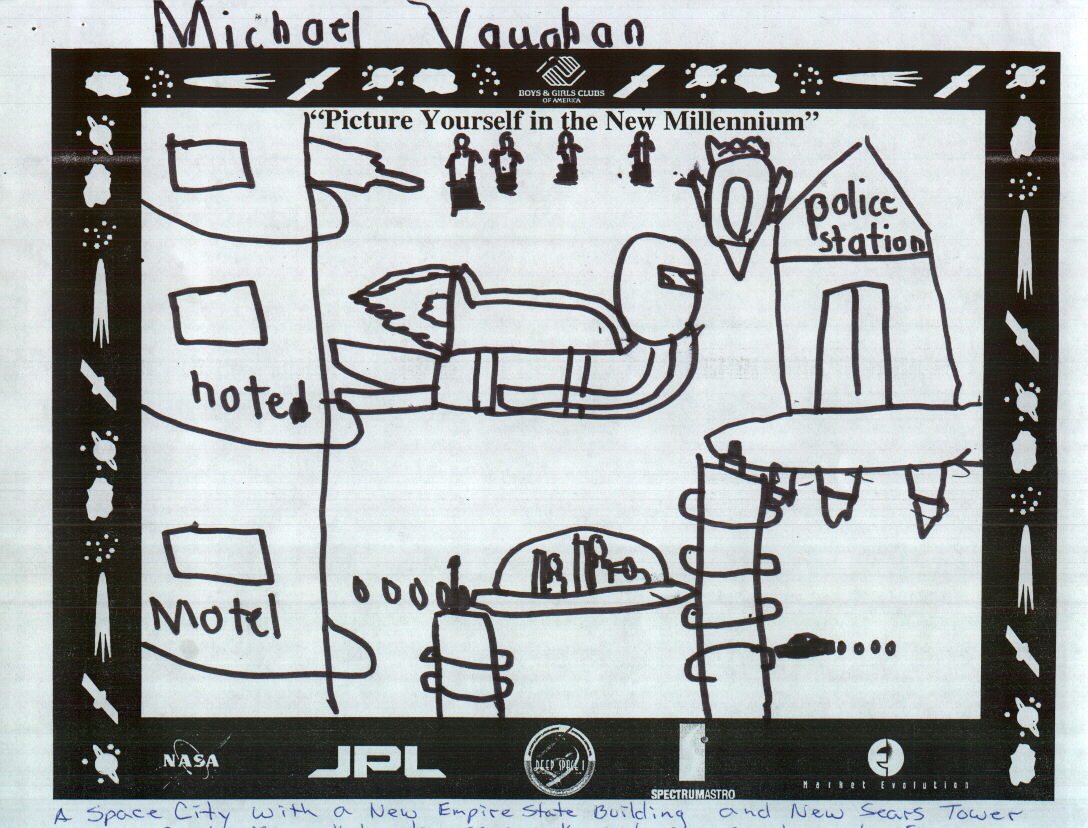 Michael Vaughan
BOYS & GIRLS CLUBS
OF AMERICA
“Picture Yourself in the New Millennium”
police
station
hotel
Motel
NASA
JPL
DEEP SPACE 1
SPECTRUMASTRO
Market Evolution
A Space City with a New Empire State Building and New Sears Tower